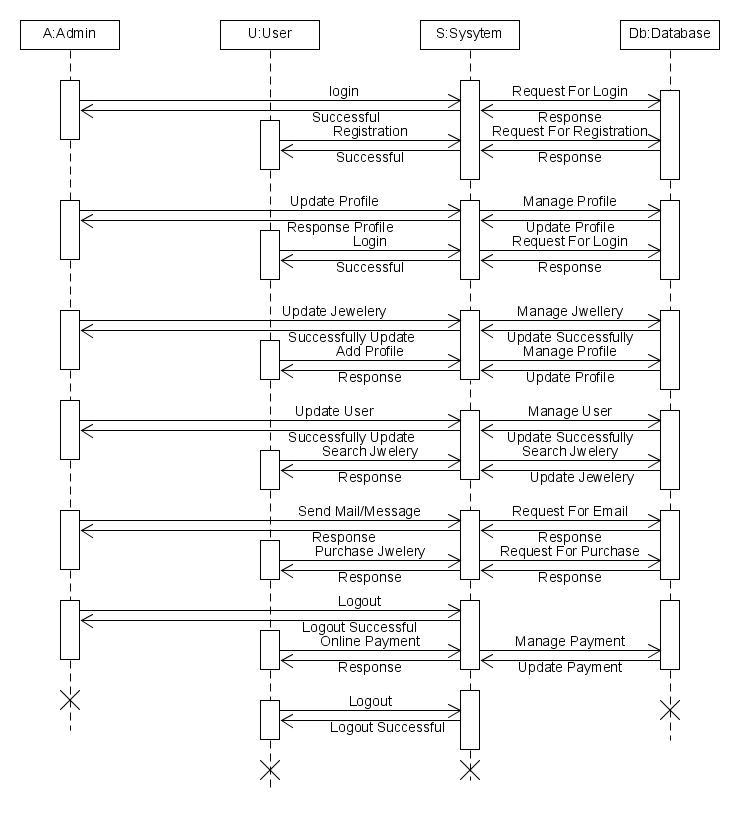 A:Admin
U:User
S:Sysytem
Db:Database
login
Request For Login
Successful
Response
Registration
Request For Registration
Successful
Response
Update Profile
Manage Profile
Response Profile
Update Profile
Login
Request For Login
Successful
Response
Update Jewelery
Manage Jwellery
Successfully Update
Update Successfully
Add Profile
Manage Profile
Response
Update Profile
Update User
Manage User
Successfully Update
Update Successfully
Search Jwelery
Search Jwelery
Response
Update Jewelery
Send Mail/Message
Request For Email
Response
Response
Purchase Jwelery
Request For Purchase
Response
Response
Logout
Logout Successful
Online Payment
Manage Payment
Response
Update Payment
Logout
Logout Successful